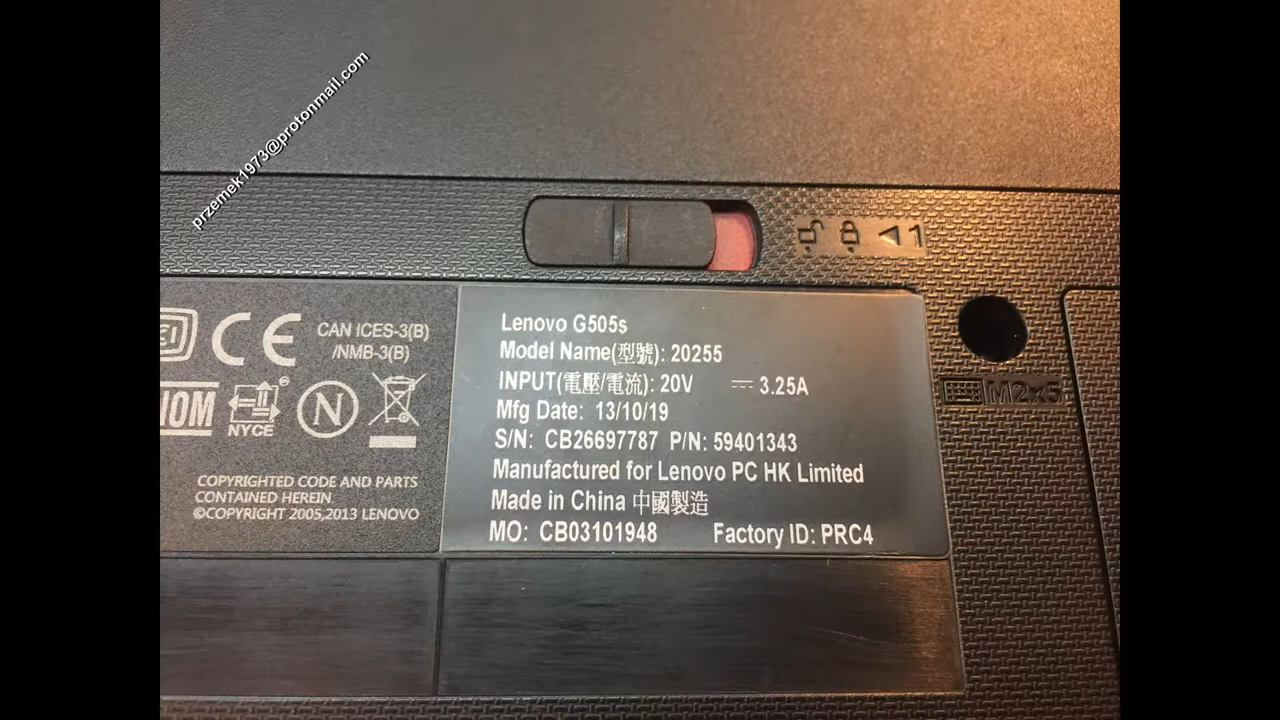 przemek1973@protonmail.com
1
CAN ICES-3(B)
/NMB-3(B)
NYCE
N
COPYRIGHTED CODE AND PARTS
CONTAINED HEREIN.
©COPYRIGHT 2005,2013 LENOVO
Lenovo G505s
Model Name(型號): 20255
INPUT(電壓/電流): 20V ⎓ 3.25A
Mfg Date: 13/10/19
S/N: CB26697787 P/N: 59401343
Manufactured for Lenovo PC HK Limited
Made in China 中國製造
MO: CB03101948 Factory ID: PRC4
M2x5